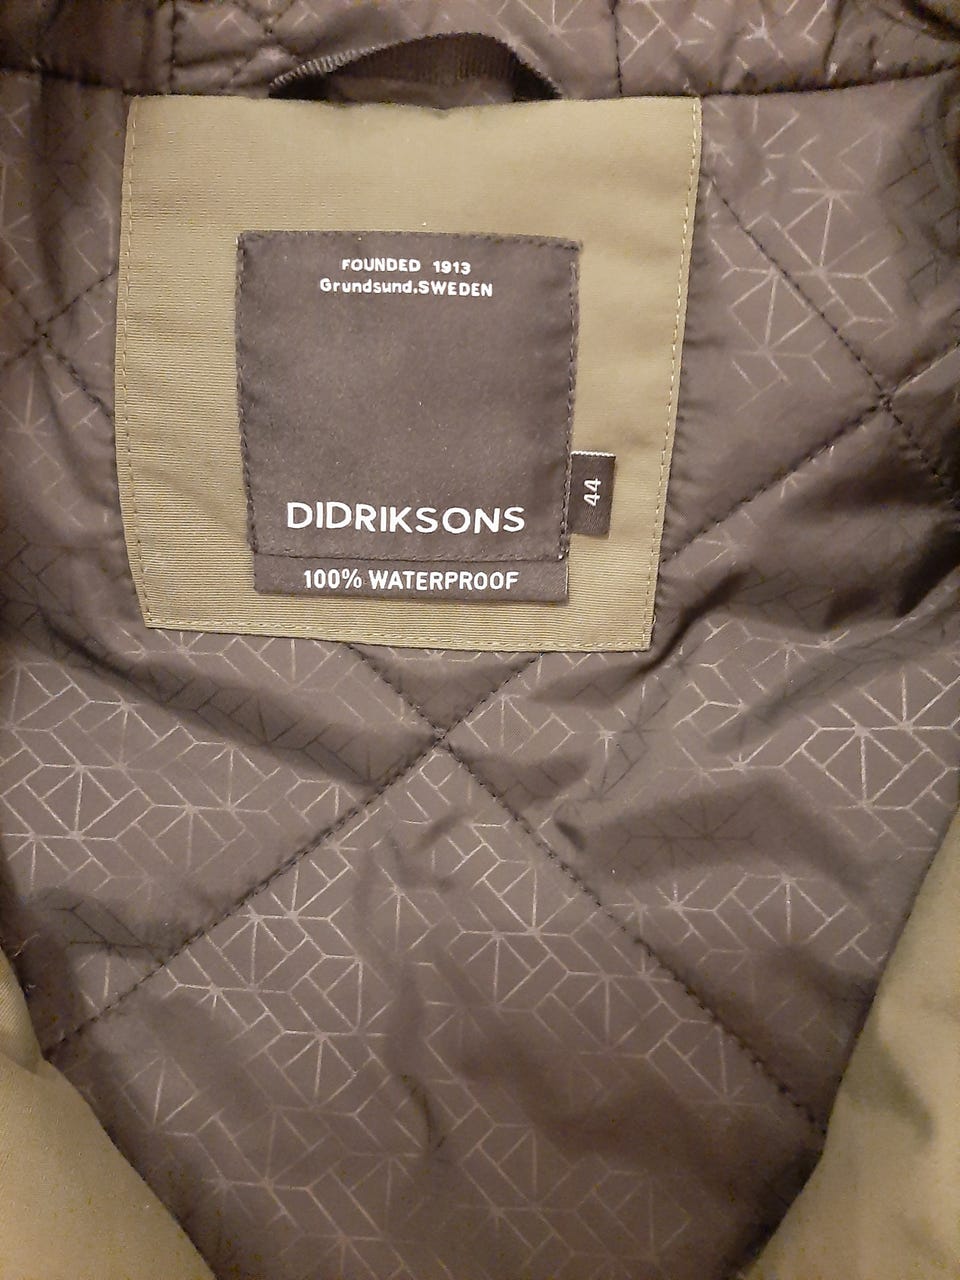 FOUNDED 1913
Grundsund.SWEDEN
DIDRIKSONS
44
100% WATERPROOF